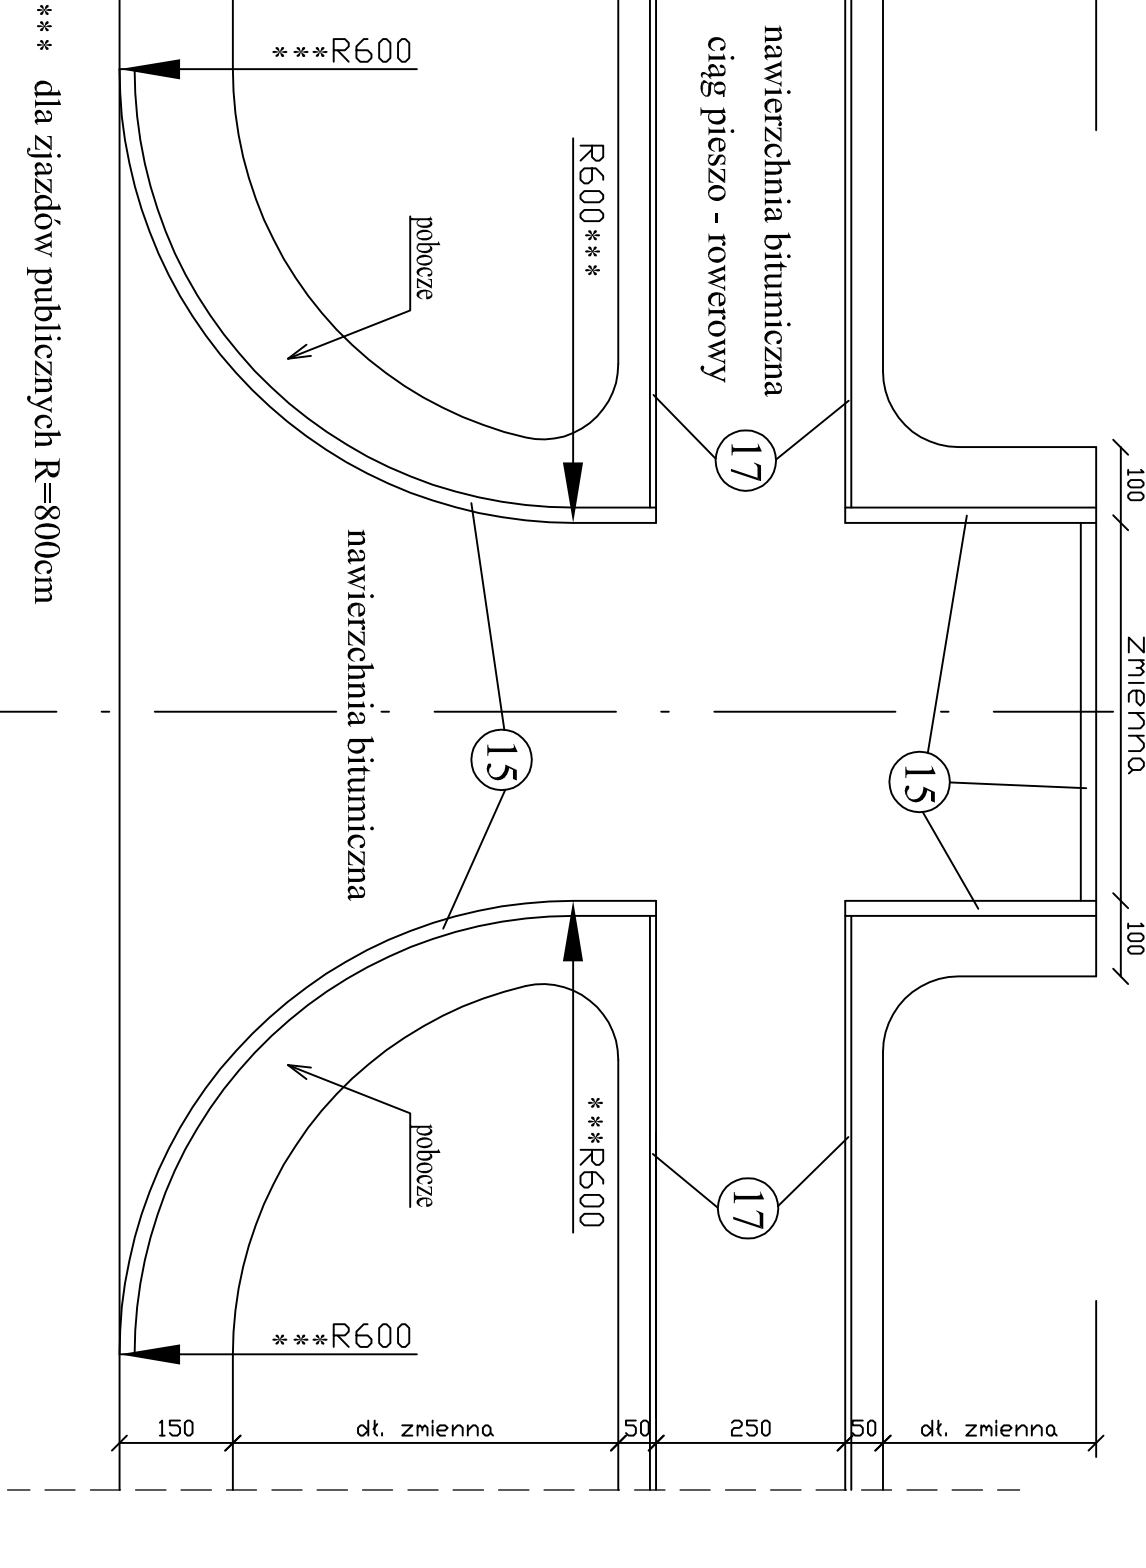 100
zmienna
100
nawierzchnia bitumiczna
ciąg pieszo - rowerowy
17
17
15
15
R600***
***R600
pobocze
pobocze
nawierzchnia bitumiczna
***R600
***R600
150
dł. zmienna
50
250
50
dł. zmienna
*** dla zjazdów publicznych R=800cm